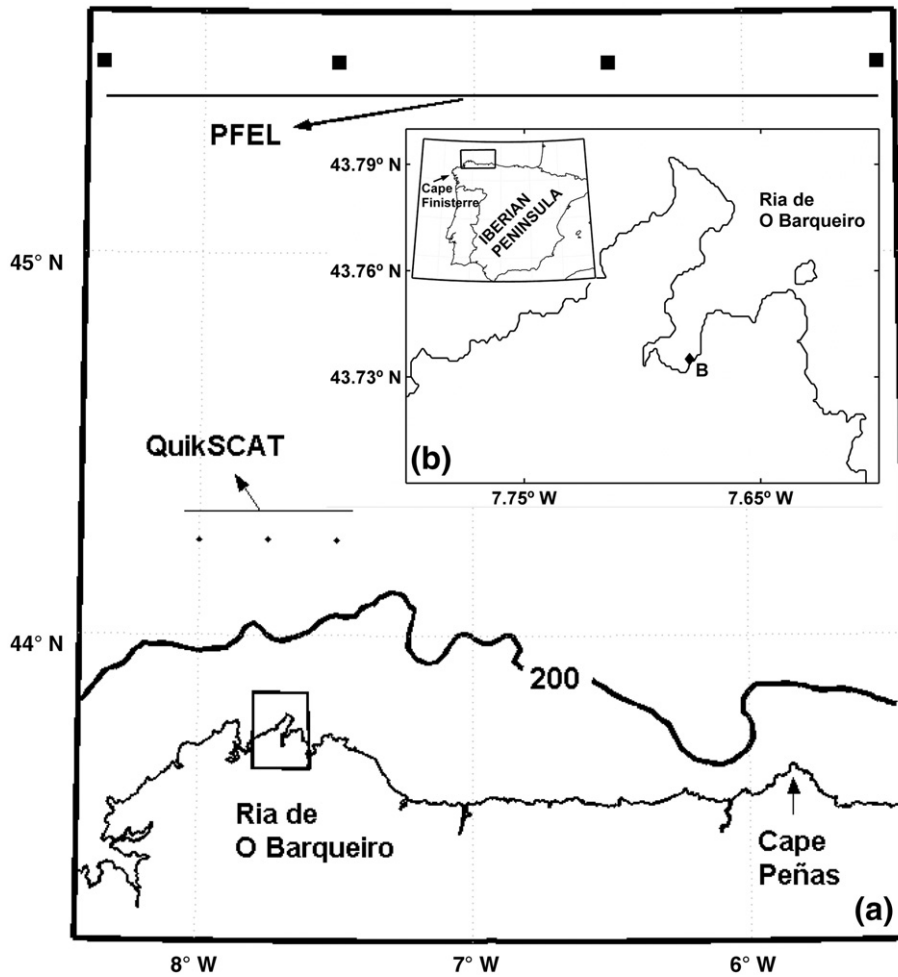 PFEL
43.79° N
Cape
Finisterre
IBERIAN
PENINSULA
Ria de
O Barqueiro
45° N
43.76° N
43.73° N
B
QuikSCAT
(b)
7.75° W
7.65° W
44° N
200
Ria de
O Barqueiro
Cape
Peñas
(a)
8° W
7° W
6° W